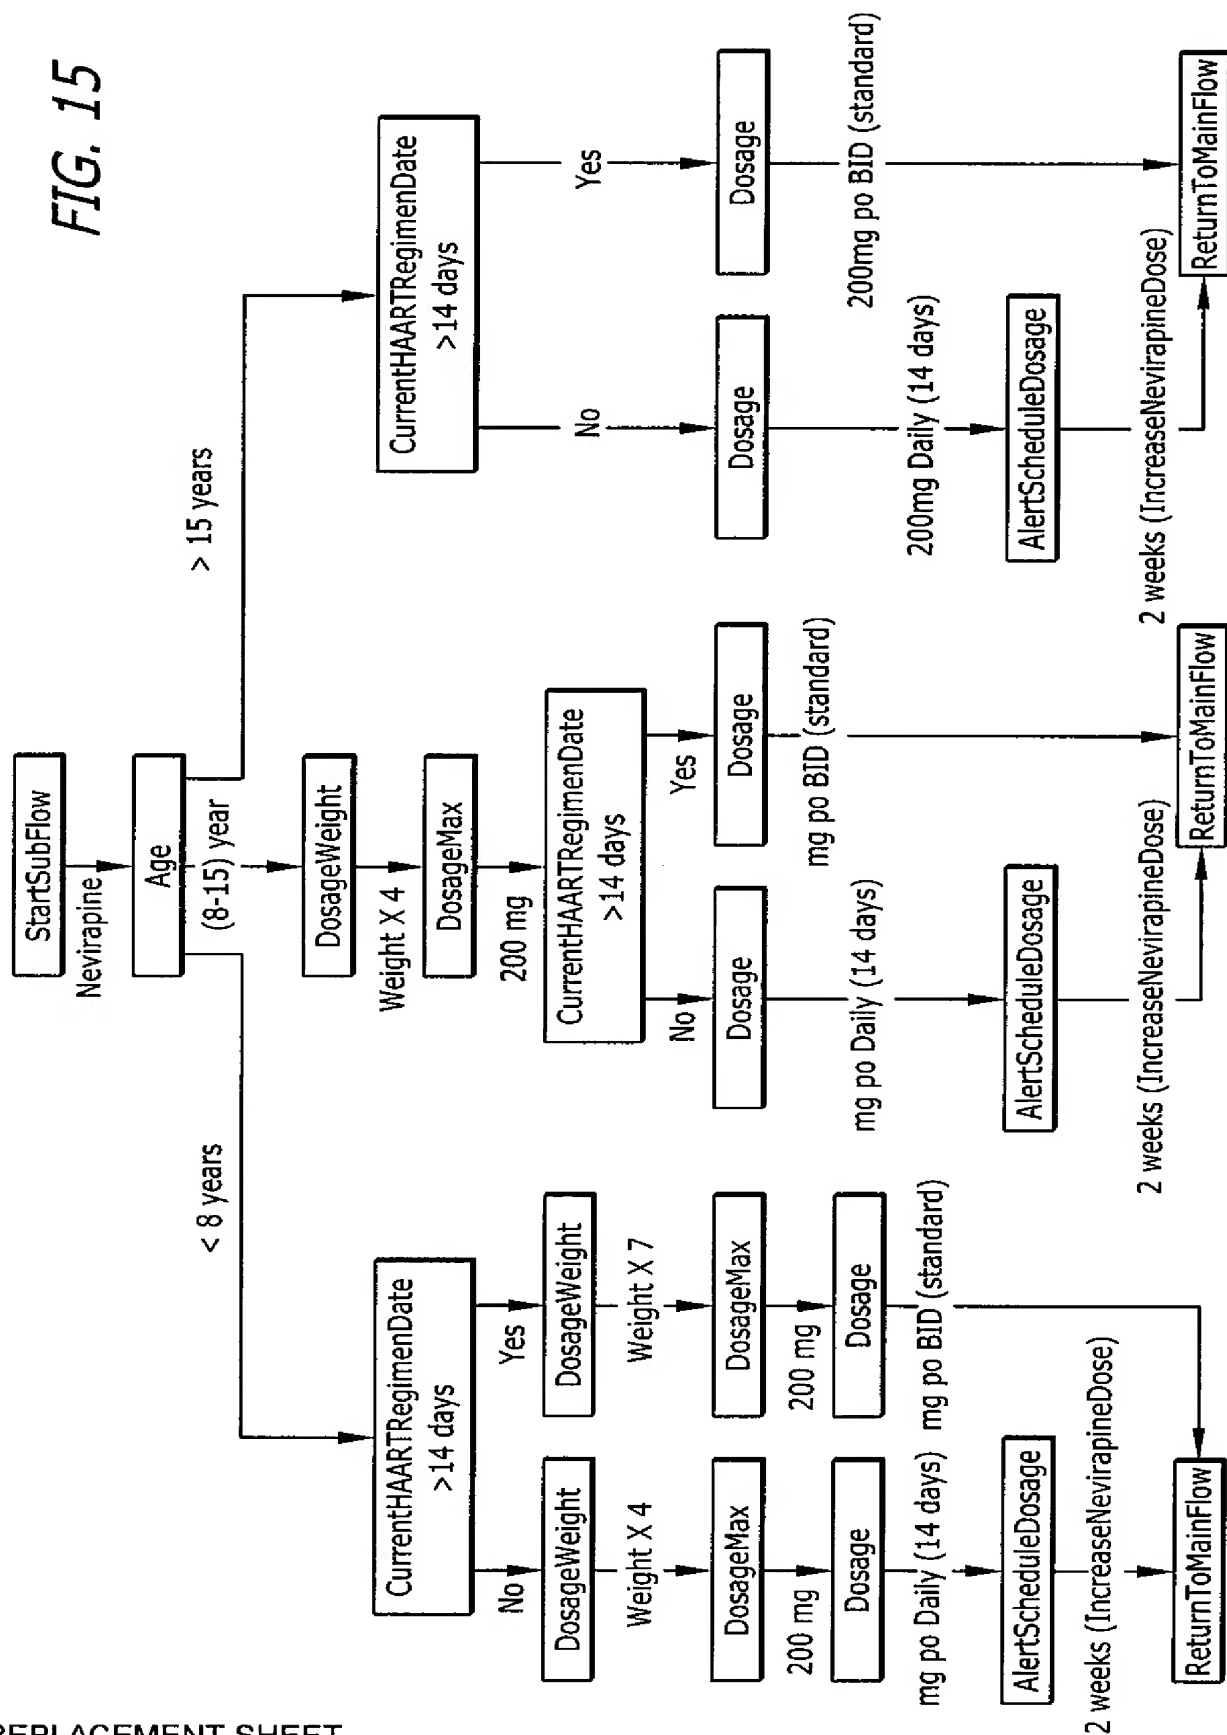 FIG. 15
StartSubFlow
Nevirapine
Age
< 8 years
(8-15) year
> 15 years
CurrentHAARTRegimenDate
>14 days
No
Yes
DosageWeight
DosageWeight
Weight X 4
Weight X 7
DosageMax
DosageMax
200 mg
200 mg
Dosage
Dosage
mg po Daily (14 days)
mg po BID (standard)
AlertScheduleDosage
2 weeks (IncreaseNevirapineDose)
ReturnToMainFlow
DosageWeight
Weight X 4
DosageMax
200 mg
CurrentHAARTRegimenDate
>14 days
No
Yes
Dosage
Dosage
mg po Daily (14 days)
mg po BID (standard)
AlertScheduleDosage
2 weeks (IncreaseNevirapineDose)
ReturnToMainFlow
CurrentHAARTRegimenDate
>14 days
No
Yes
Dosage
Dosage
200mg Daily (14 days)
200mg po BID (standard)
AlertScheduleDosage
2 weeks (IncreaseNevirapineDose)
ReturnToMainFlow
REPLACEMENT SHEET